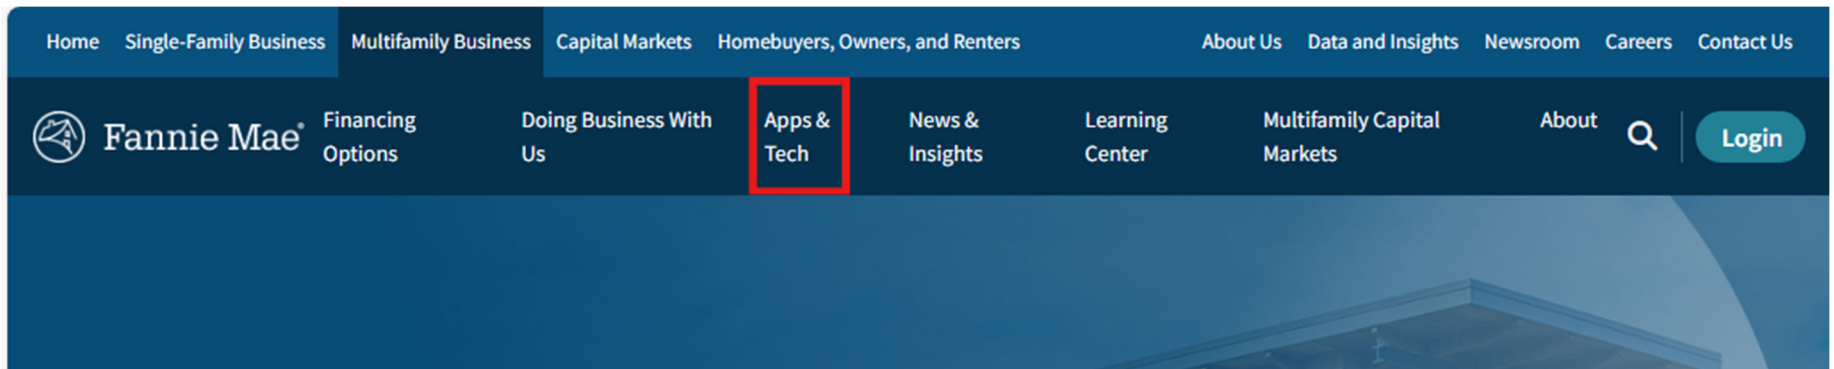 Home Single-Family Business Multifamily Business Capital Markets Homebuyers, Owners, and Renters About Us Data and Insights Newsroom Careers Contact Us
Fannie Mae®
Financing
Options
Doing Business With
Us
Apps &
Tech
News &
Insights
Learning
Center
Multifamily Capital
Markets
About
Login